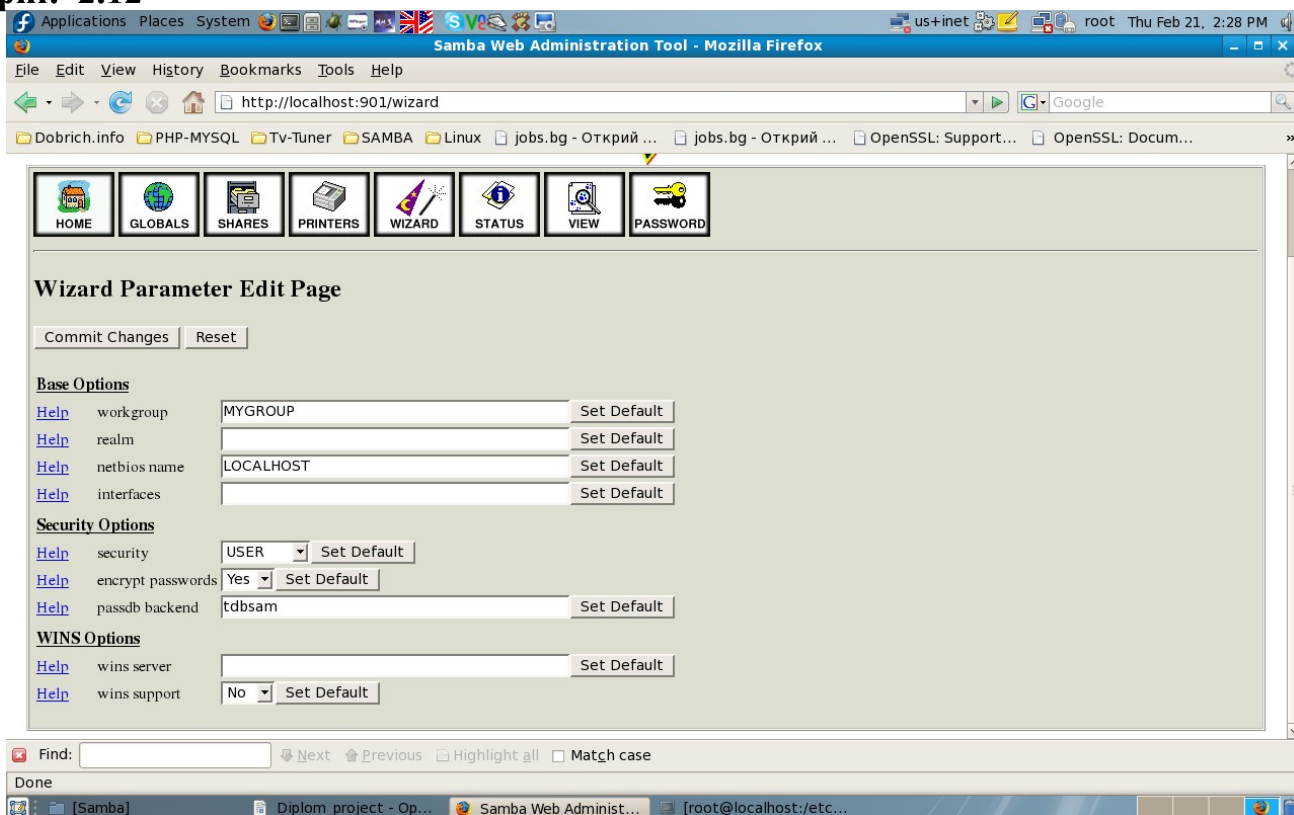 2.12
Applications Places System us+inet root Thu Feb 21, 2:28 PM
Samba Web Administration Tool - Mozilla Firefox
File Edit View History Bookmarks Tools Help
http://localhost:901/wizard G Google
Dobrich.info PHP-MYSQL Tv-Tuner SAMBA Linux jobs.bg - Открий ... jobs.bg - Открий ... OpenSSL: Support... OpenSSL: Docum... »
HOME GLOBALS SHARES PRINTERS WIZARD STATUS VIEW PASSWORD
Wizard Parameter Edit Page
Commit Changes Reset
Base Options
Help workgroup MYGROUP Set Default
Help realm Set Default
Help netbios name LOCALHOST Set Default
Help interfaces Set Default
Security Options
Help security USER Set Default
Help encrypt passwords Yes Set Default
Help passdb backend tdbsam Set Default
WINS Options
Help wins server Set Default
Help wins support No Set Default
Find: Next Previous Highlight all Match case
Done
[Samba] Diplom project - Op... Samba Web Administ... [root@localhost:/etc...